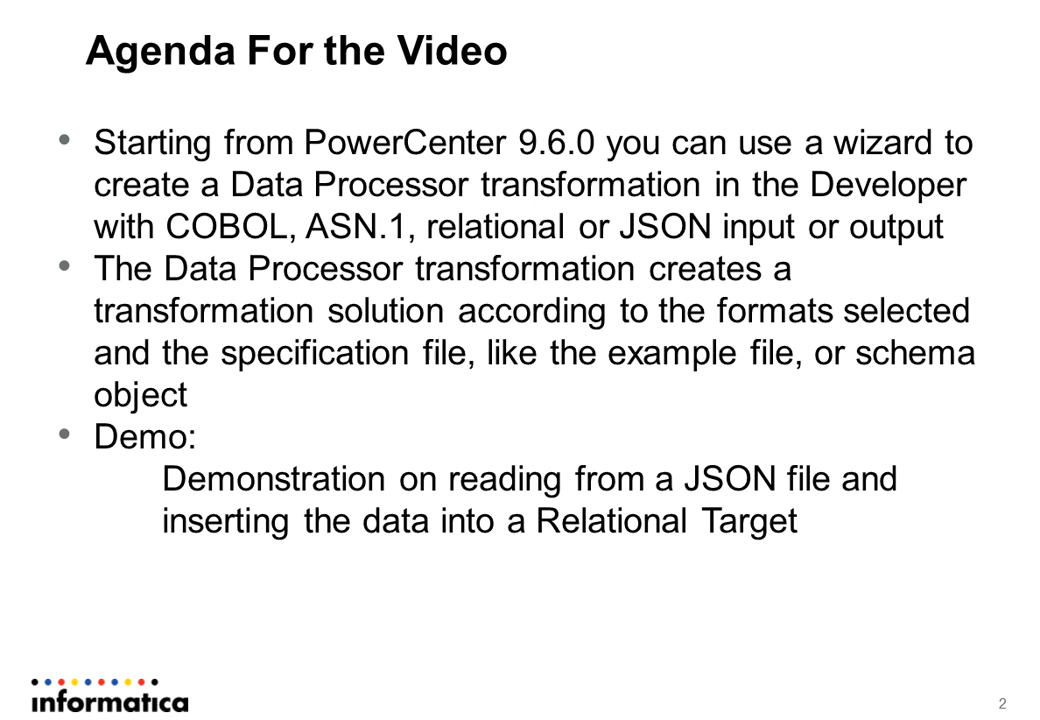 Agenda For the Video
• Starting from PowerCenter 9.6.0 you can use a wizard to
create a Data Processor transformation in the Developer
with COBOL, ASN.1, relational or JSON input or output
• The Data Processor transformation creates a
transformation solution according to the formats selected
and the specification file, like the example file, or schema
object
• Demo:
Demonstration on reading from a JSON file and
inserting the data into a Relational Target
informatica
2